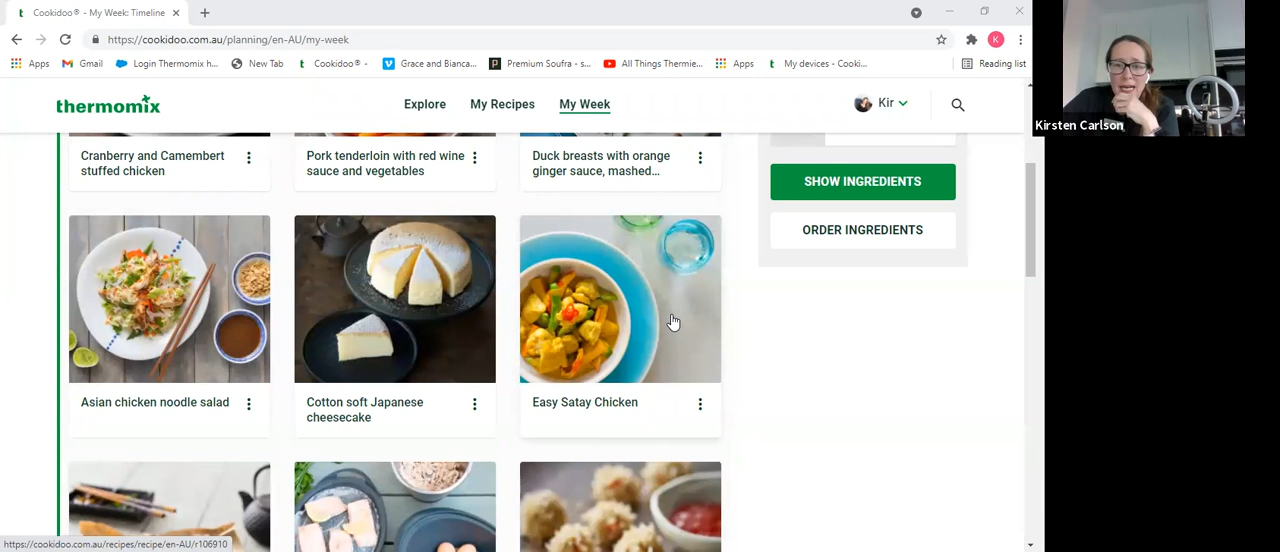 Cookidoo® - My Week: Timeline
https://cookidoo.com.au/planning/en-AU/my-week
K
Apps Gmail Login Thermomix h... New Tab Cookidoo® - Grace and Bianca... Premium Soufra - s... All Things Thermie... Apps My devices - Cooki... Reading list
thermomix Explore My Recipes My Week Kir
Kirsten Carlson
Cranberry and Camembert
stuffed chicken
Pork tenderloin with red wine
sauce and vegetables
Duck breasts with orange
ginger sauce, mashed...
SHOW INGREDIENTS
ORDER INGREDIENTS
Asian chicken noodle salad
Cotton soft Japanese
cheesecake
Easy Satay Chicken
https://cookidoo.com.au/recipes/recipe/en-AU/r106910